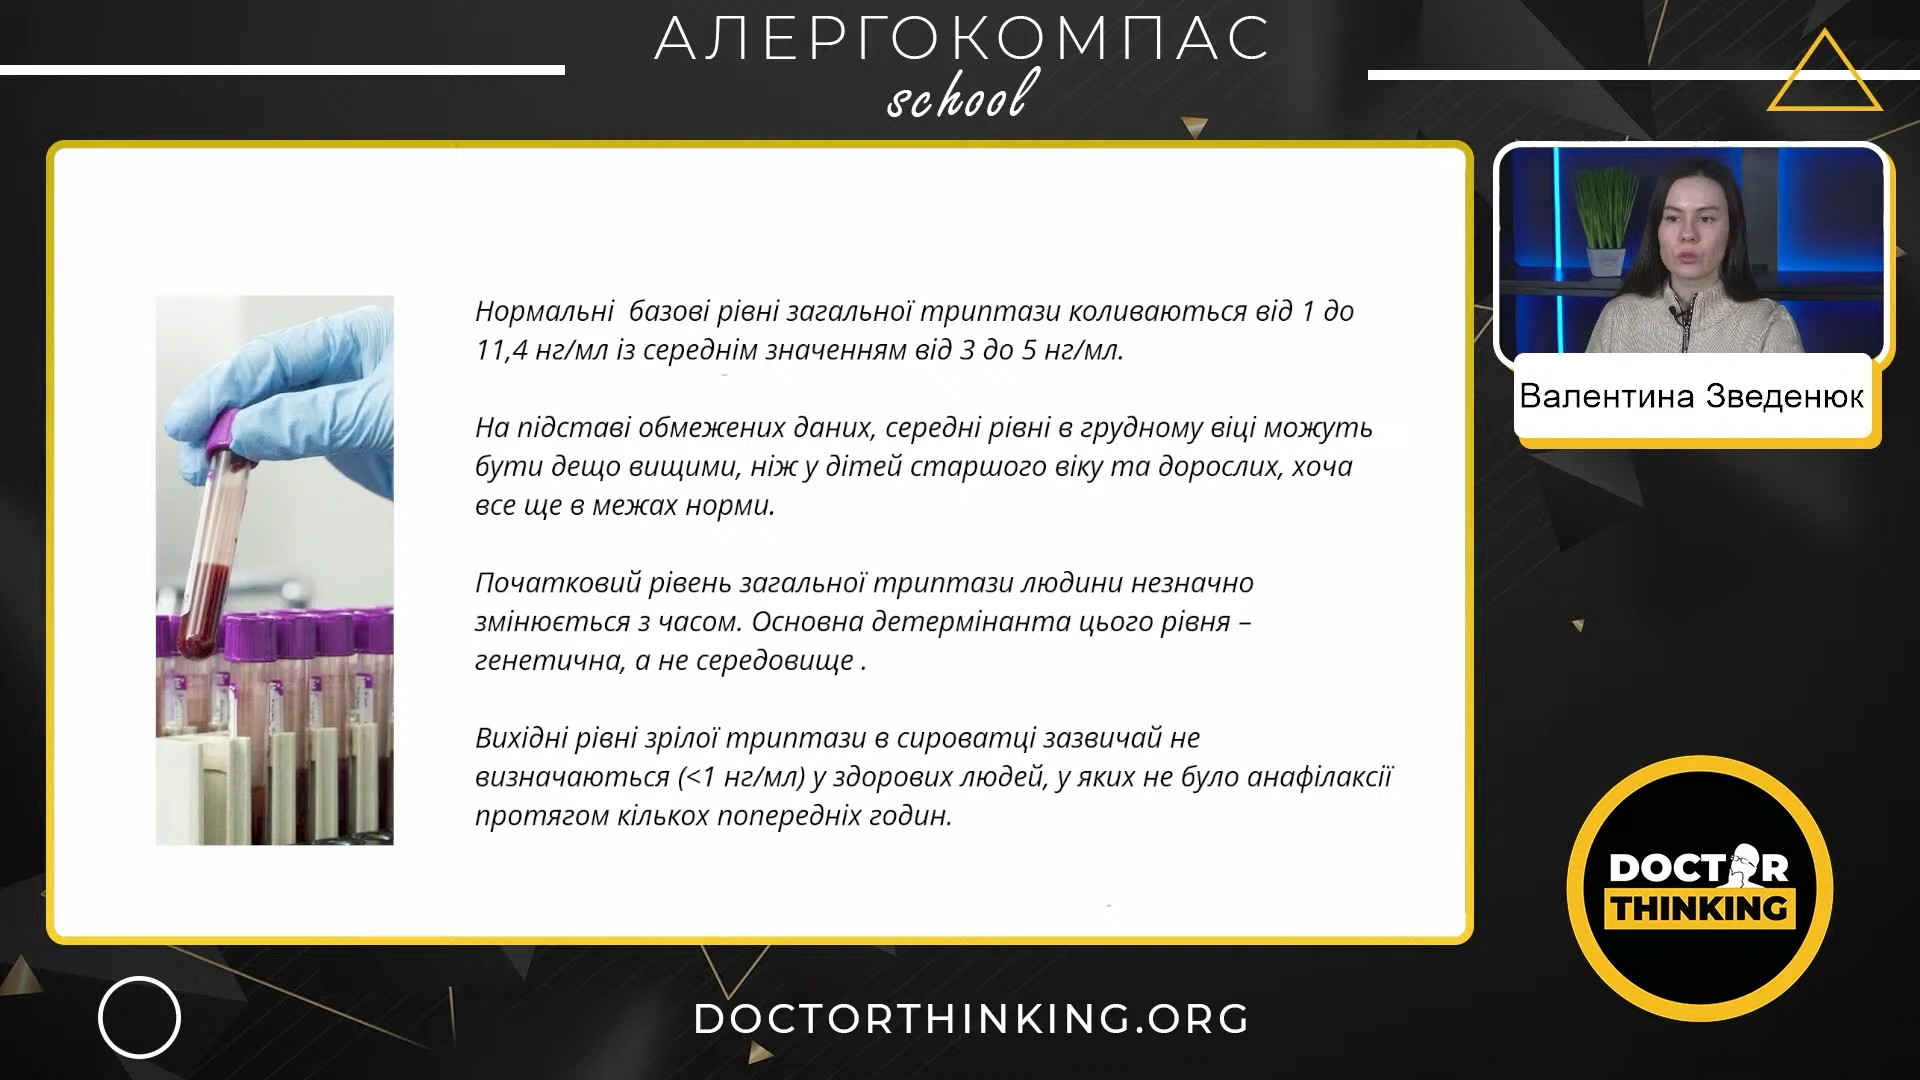 АЛЕРГОКОМПАС
school
Нормальні базові рівні загальної триптази коливаються від 1 до
11,4 нг/мл із середнім значенням від 3 до 5 нг/мл.
На підставі обмежених даних, середні рівні в грудному віці можуть
бути дещо вищими, ніж у дітей старшого віку та дорослих, хоча
все ще в межах норми.
Початковий рівень загальної триптази людини незначно
змінюється з часом. Основна детермінанта цього рівня –
генетична, а не середовище .
Вихідні рівні зрілої триптази в сироватці зазвичай не
визначаються (<1 нг/мл) у здорових людей, у яких не було анафілаксії
протягом кількох попередніх годин.
Валентина Зведенюк
DOCTOR
THINKING
DOCTORTHINKING.ORG